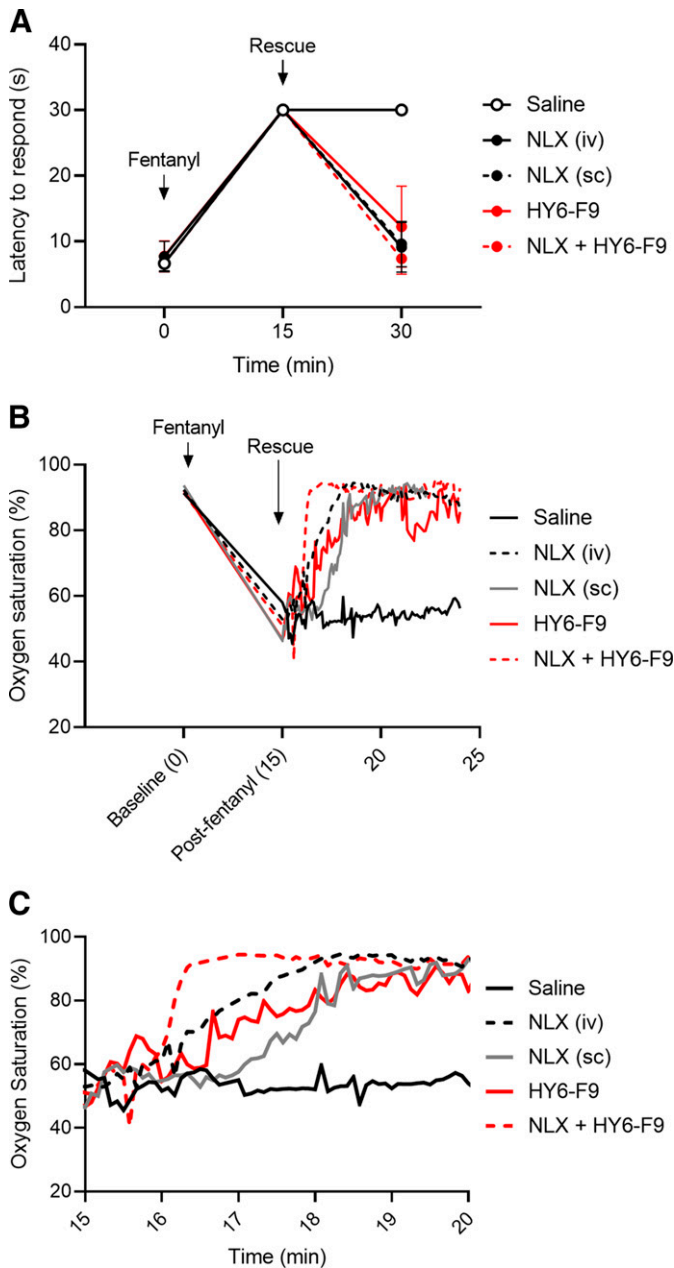 A
Rescue
Fentanyl
Latency to respond (s)
40
30
20
10
0
0
15
30
Time (min)
Saline
NLX (iv)
NLX (sc)
HY6-F9
NLX + HY6-F9
B
Fentanyl
Rescue
Oxygen saturation (%)
100
80
60
40
20
Baseline (0)
Post-fentanyl (15)
20
25
Saline
NLX (iv)
NLX (sc)
HY6-F9
NLX + HY6-F9
C
Oxygen Saturation (%)
100
80
60
40
20
15
16
17
18
19
20
Time (min)
Saline
NLX (iv)
NLX (sc)
HY6-F9
NLX + HY6-F9